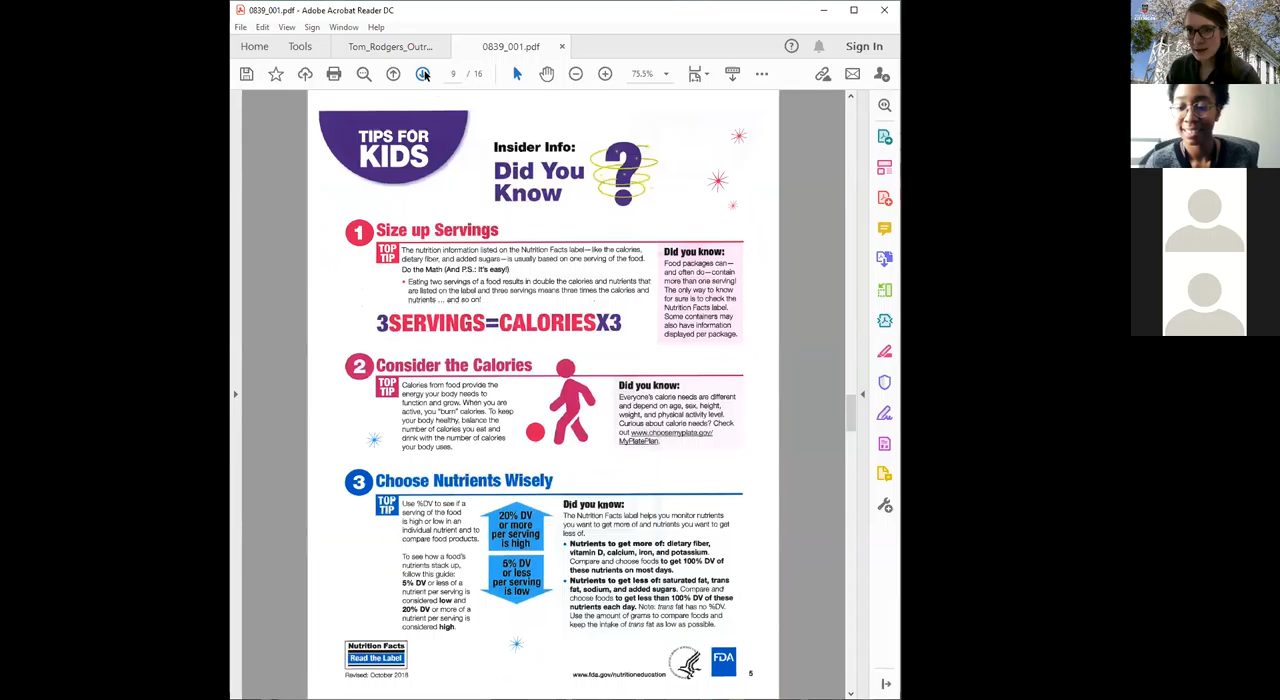 0839_001.pdf - Adobe Acrobat Reader DC
File Edit View Sign Window Help
Home Tools Tom_Rodgers_Outr... 0839_001.pdf × Sign In
9 / 16 75.5%
TIPS FOR
KIDS
Insider Info:
Did You
Know
?
1 Size up Servings
TOP
TIP
The nutrition information listed on the Nutrition Facts label—like the calories,
dietary fiber, and added sugars—is usually based on one serving of the food.
Do the Math (And P.S.: It's easy!)
• Eating two servings of a food results in double the calories and nutrients that
are listed on the label and three servings means three times the calories and
nutrients ... and so on!
3SERVINGS=CALORIESX3
Did you know:
Food packages can—
and often do—contain
more than one serving!
The only way to know
for sure is to check the
Nutrition Facts label.
Some containers may
also have information
displayed per package.
2 Consider the Calories
TOP
TIP
Calories from food provide the
energy your body needs to
function and grow. When you are
active, you "burn" calories. To keep
your body healthy, balance the
number of calories you eat and
drink with the number of calories
your body uses.
Did you know:
Everyone's calorie needs are different
and depend on age, sex, height,
weight, and physical activity level.
Curious about calorie needs? Check
out www.choosemyplate.gov/
MyPlatePlan.
3 Choose Nutrients Wisely
TOP
TIP
Use %DV to see if a
serving of the food
is high or low in an
individual nutrient and to
compare food products.
To see how a food's
nutrients stack up,
follow this guide:
5% DV or less of a
nutrient per serving is
considered low and
20% DV or more of a
nutrient per serving is
considered high.
20% DV
or more
per serving
is high
5% DV
or less
per serving
is low
Did you know:
The Nutrition Facts label helps you monitor nutrients
you want to get more of and nutrients you want to get
less of.
• Nutrients to get more of: dietary fiber,
vitamin D, calcium, iron, and potassium.
Compare and choose foods to get 100% DV of
these nutrients on most days.
• Nutrients to get less of: saturated fat, trans
fat, sodium, and added sugars. Compare and
choose foods to get less than 100% DV of these
nutrients each day. Note: trans fat has no %DV.
Use the amount of grams to compare foods and
keep the intake of trans fat as low as possible.
Nutrition Facts
Read the Label
Revised: October 2018
www.fda.gov/nutritioneducation
FDA
5